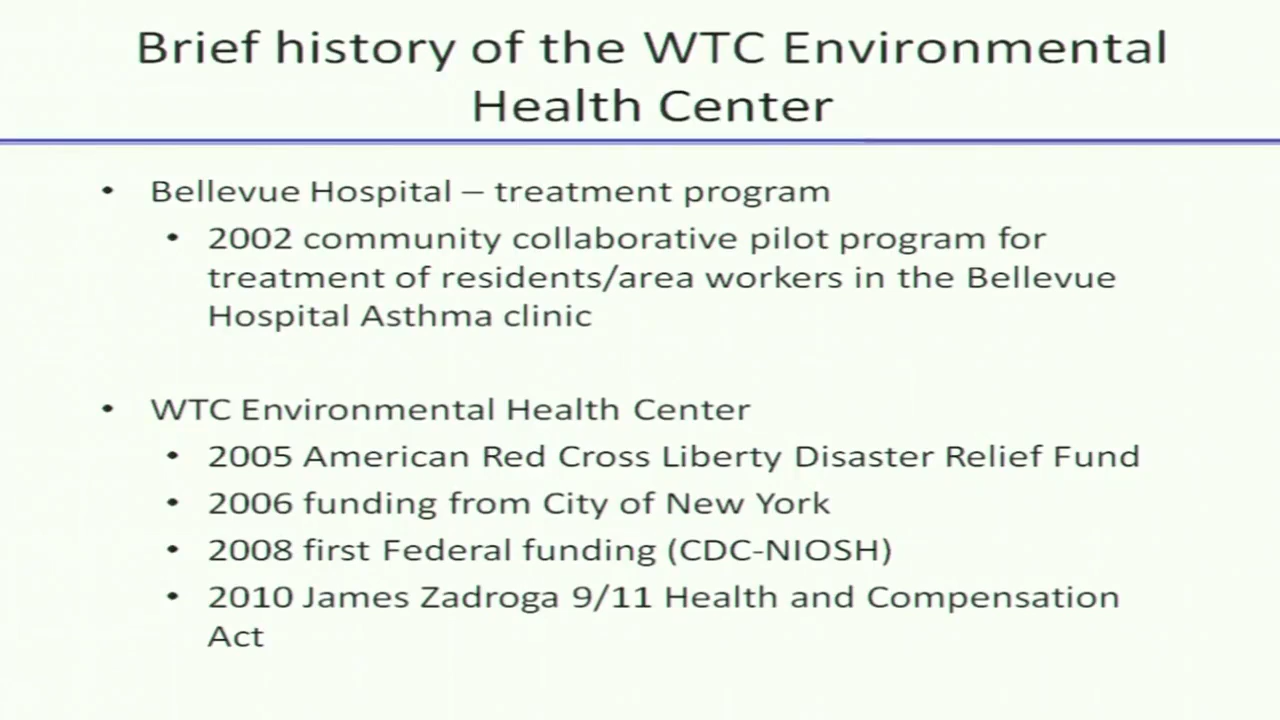 Brief history of the WTC Environmental
Health Center
• Bellevue Hospital – treatment program
• 2002 community collaborative pilot program for
treatment of residents/area workers in the Bellevue
Hospital Asthma clinic
• WTC Environmental Health Center
• 2005 American Red Cross Liberty Disaster Relief Fund
• 2006 funding from City of New York
• 2008 first Federal funding (CDC-NIOSH)
• 2010 James Zadroga 9/11 Health and Compensation
Act